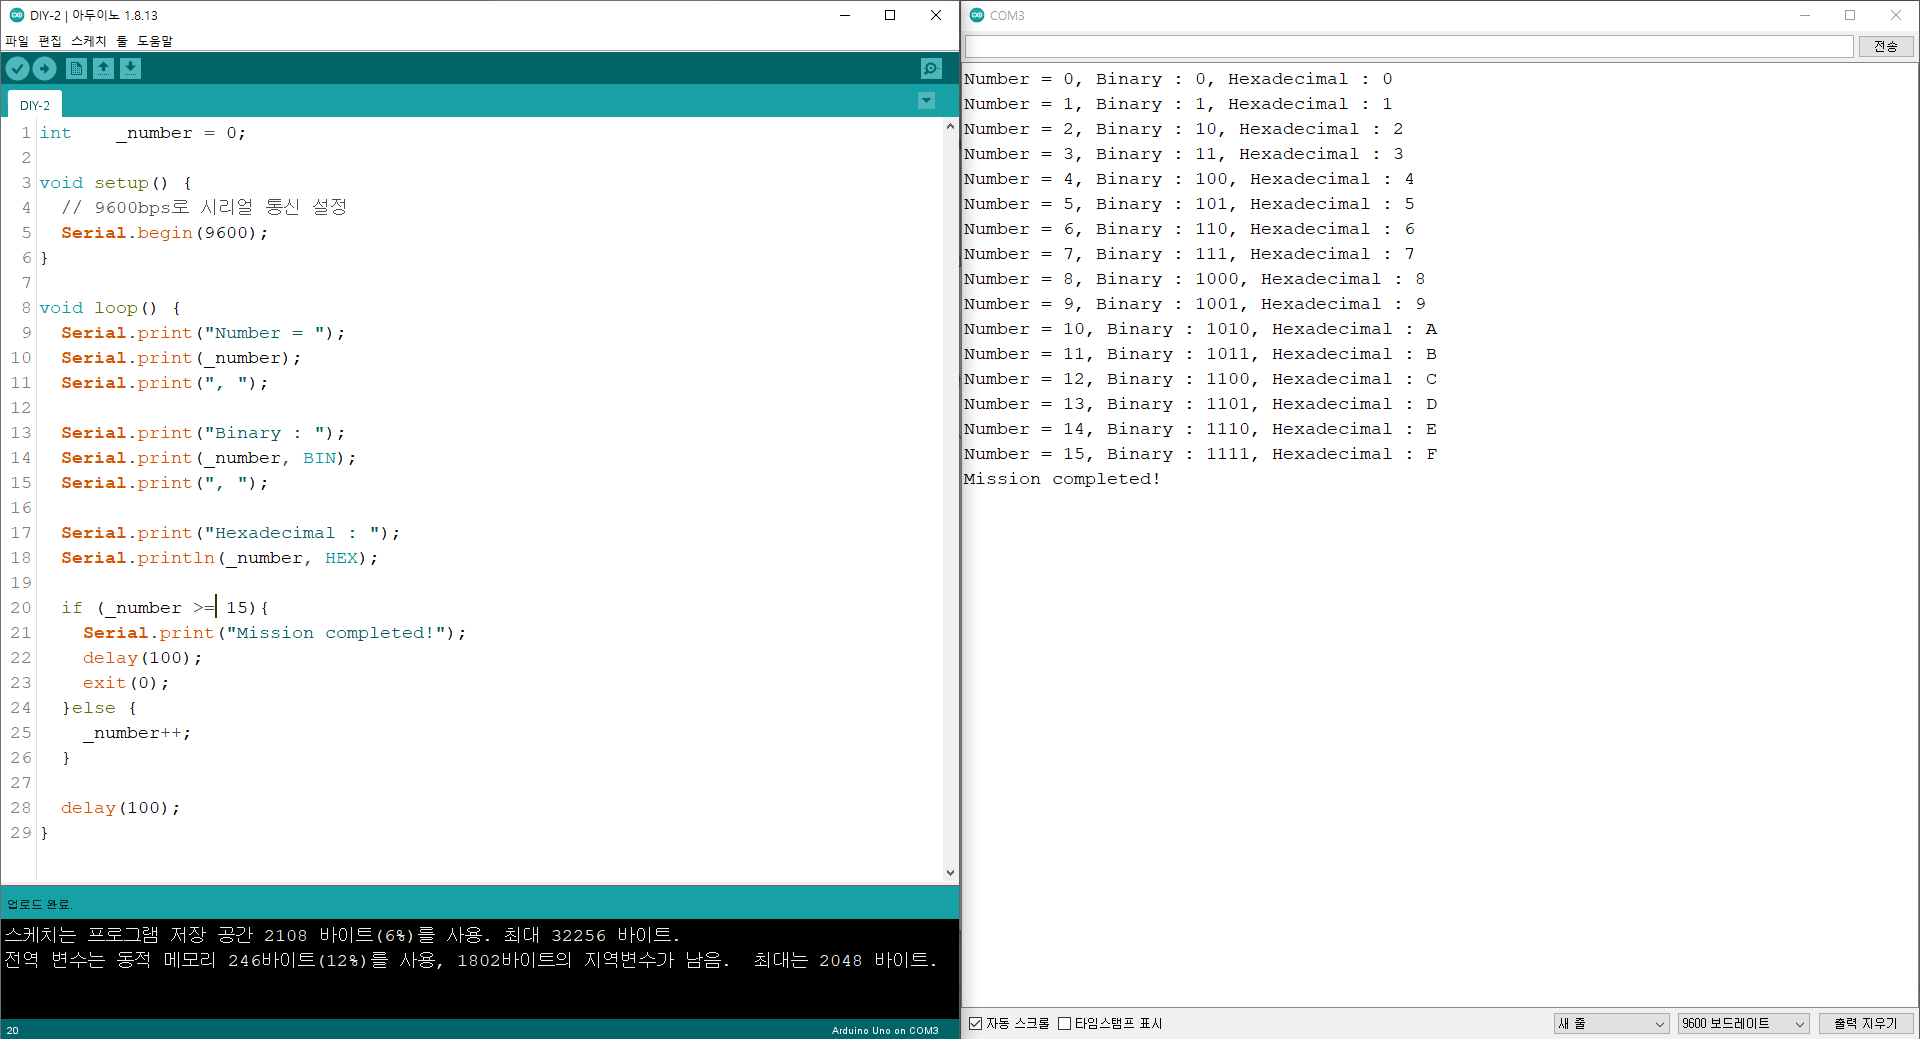 DIY-2 | 아두이노 1.8.13
파일 편집 스케치 툴 도움말
DIY-2
1 int    _number = 0;
2
3 void setup() {
4   // 9600bps로 시리얼 통신 설정
5   Serial.begin(9600);
6 }
7
8 void loop() {
9   Serial.print("Number = ");
10   Serial.print(_number);
11   Serial.print(", ");
12
13   Serial.print("Binary : ");
14   Serial.print(_number, BIN);
15   Serial.print(", ");
16
17   Serial.print("Hexadecimal : ");
18   Serial.println(_number, HEX);
19
20   if (_number >= 15){
21     Serial.print("Mission completed!");
22     delay(100);
23     exit(0);
24   }else {
25     _number++;
26   }
27
28   delay(100);
29 }
업로드 완료.
스케치는 프로그램 저장 공간 2108 바이트(6%)를 사용. 최대 32256 바이트.
전역 변수는 동적 메모리 246바이트(12%)를 사용, 1802바이트의 지역변수가 남음.  최대는 2048 바이트.
20
Arduino Uno on COM3
COM3
전송
Number = 0, Binary : 0, Hexadecimal : 0
Number = 1, Binary : 1, Hexadecimal : 1
Number = 2, Binary : 10, Hexadecimal : 2
Number = 3, Binary : 11, Hexadecimal : 3
Number = 4, Binary : 100, Hexadecimal : 4
Number = 5, Binary : 101, Hexadecimal : 5
Number = 6, Binary : 110, Hexadecimal : 6
Number = 7, Binary : 111, Hexadecimal : 7
Number = 8, Binary : 1000, Hexadecimal : 8
Number = 9, Binary : 1001, Hexadecimal : 9
Number = 10, Binary : 1010, Hexadecimal : A
Number = 11, Binary : 1011, Hexadecimal : B
Number = 12, Binary : 1100, Hexadecimal : C
Number = 13, Binary : 1101, Hexadecimal : D
Number = 14, Binary : 1110, Hexadecimal : E
Number = 15, Binary : 1111, Hexadecimal : F
Mission completed!
자동 스크롤 타임스탬프 표시
새 줄
9600 보드레이트
출력 지우기